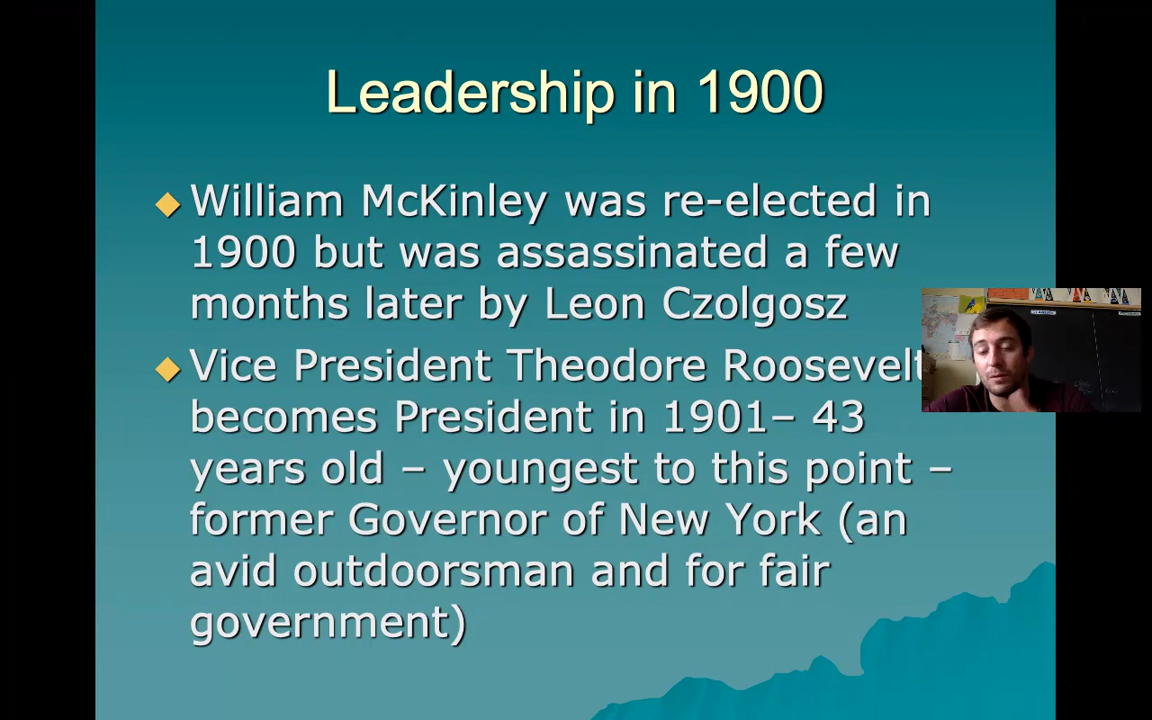 Leadership in 1900
William McKinley was re-elected in
1900 but was assassinated a few
months later by Leon Czolgosz
Vice President Theodore Roosevelt
becomes President in 1901– 43
years old – youngest to this point –
former Governor of New York (an
avid outdoorsman and for fair
government)